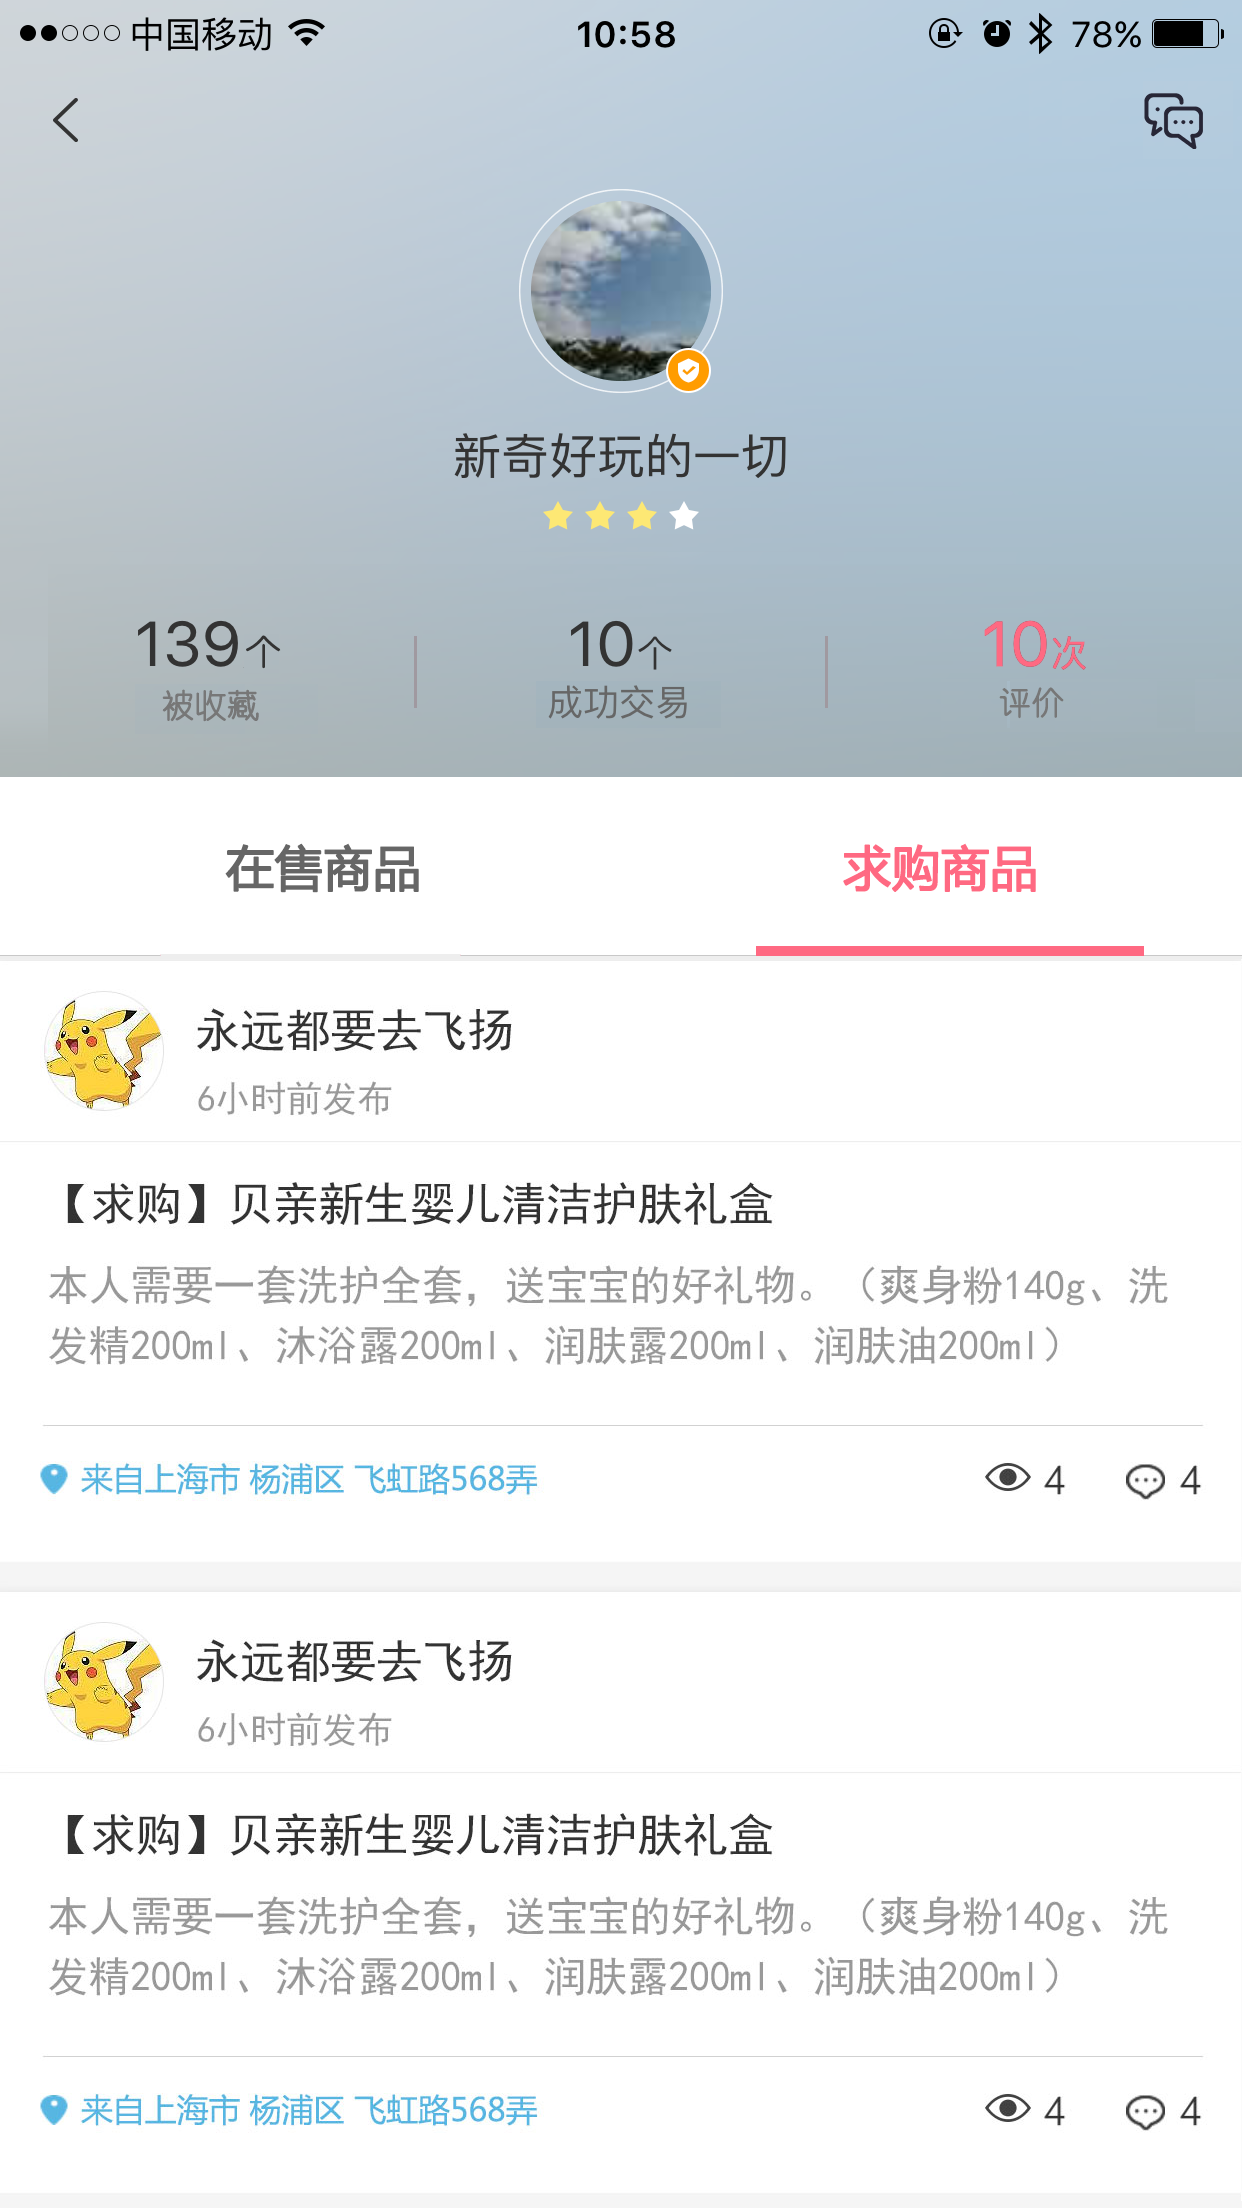 中国移动 10:58 78%
新奇好玩的一切
139个 10个 10次
被收藏 成功交易 评价
在售商品 求购商品
永远都要去飞扬
6小时前发布
【求购】贝亲新生婴儿清洁护肤礼盒
本人需要一套洗护全套，送宝宝的好礼物。（爽身粉140g、洗
发精200ml、沐浴露200ml、润肤露200ml、润肤油200ml）
来自上海市 杨浦区 飞虹路568弄 4 4
永远都要去飞扬
6小时前发布
【求购】贝亲新生婴儿清洁护肤礼盒
本人需要一套洗护全套，送宝宝的好礼物。（爽身粉140g、洗
发精200ml、沐浴露200ml、润肤露200ml、润肤油200ml）
来自上海市 杨浦区 飞虹路568弄 4 4